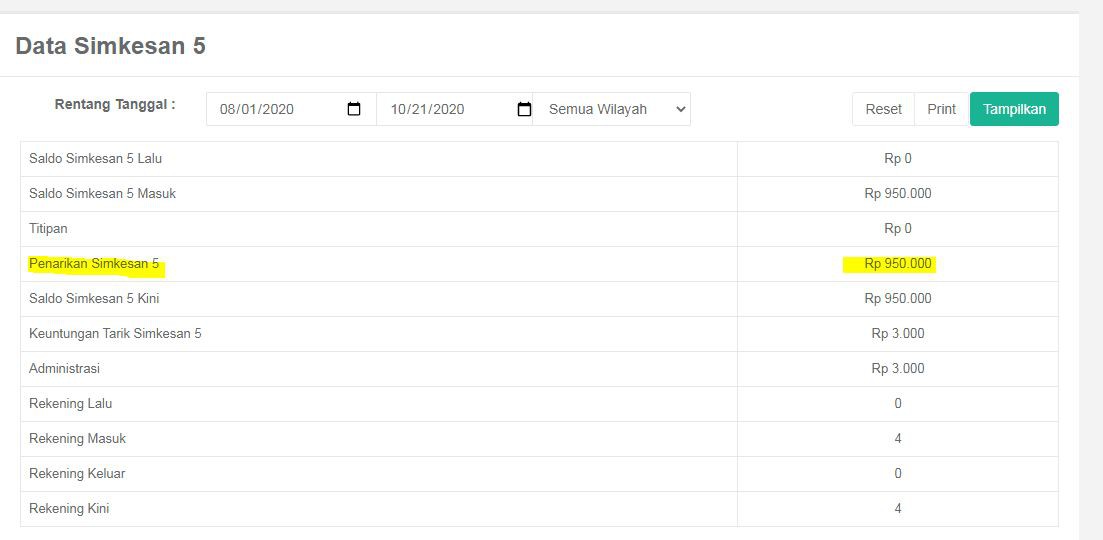 Data Simkesan 5
Rentang Tanggal : 08/01/2020 10/21/2020 Semua Wilayah Reset Print Tampilkan
Saldo Simkesan 5 Lalu Rp 0
Saldo Simkesan 5 Masuk Rp 950.000
Titipan Rp 0
Penarikan Simkesan 5 Rp 950.000
Saldo Simkesan 5 Kini Rp 950.000
Keuntungan Tarik Simkesan 5 Rp 3.000
Administrasi Rp 3.000
Rekening Lalu 0
Rekening Masuk 4
Rekening Keluar 0
Rekening Kini 4